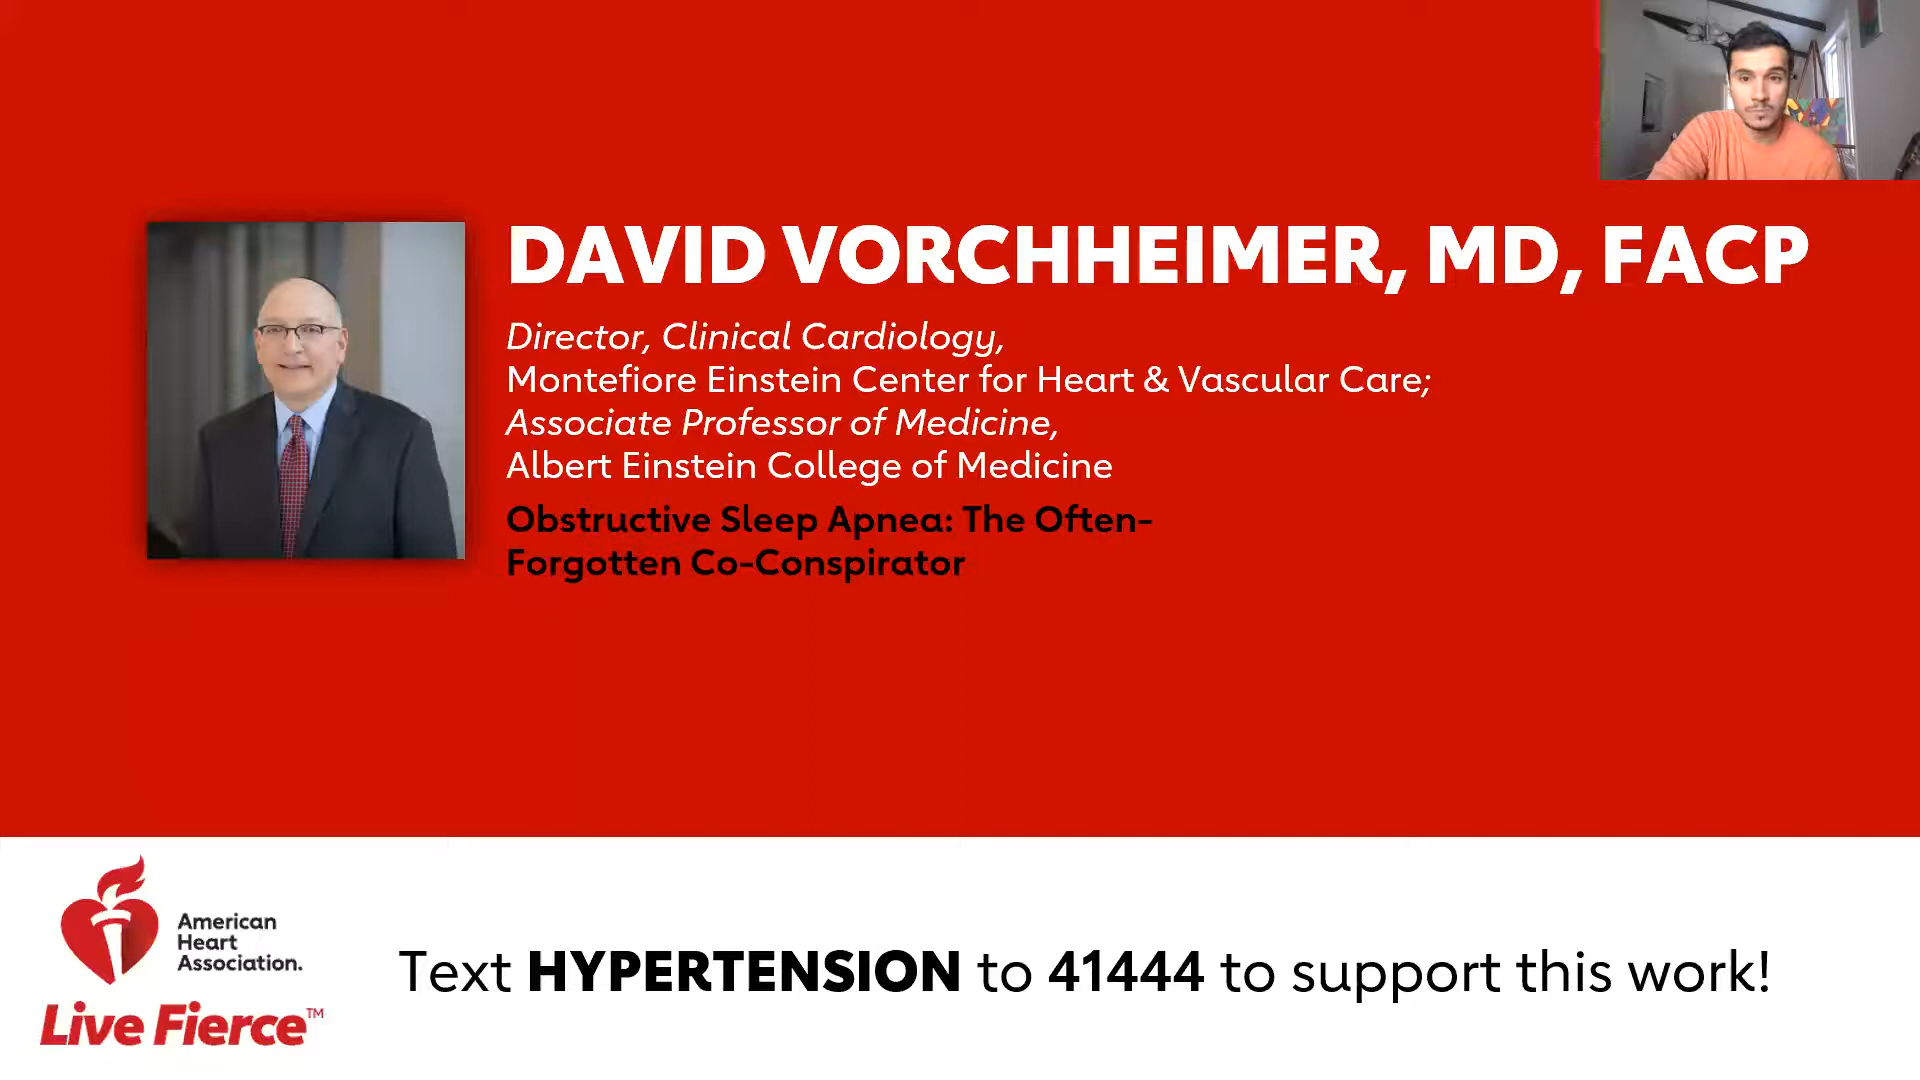 DAVID VORCHHEIMER, MD, FACP
Director, Clinical Cardiology,
Montefiore Einstein Center for Heart & Vascular Care;
Associate Professor of Medicine,
Albert Einstein College of Medicine
Obstructive Sleep Apnea: The Often-
Forgotten Co-Conspirator
American
Heart
Association.
Live Fierce™
Text HYPERTENSION to 41444 to support this work!